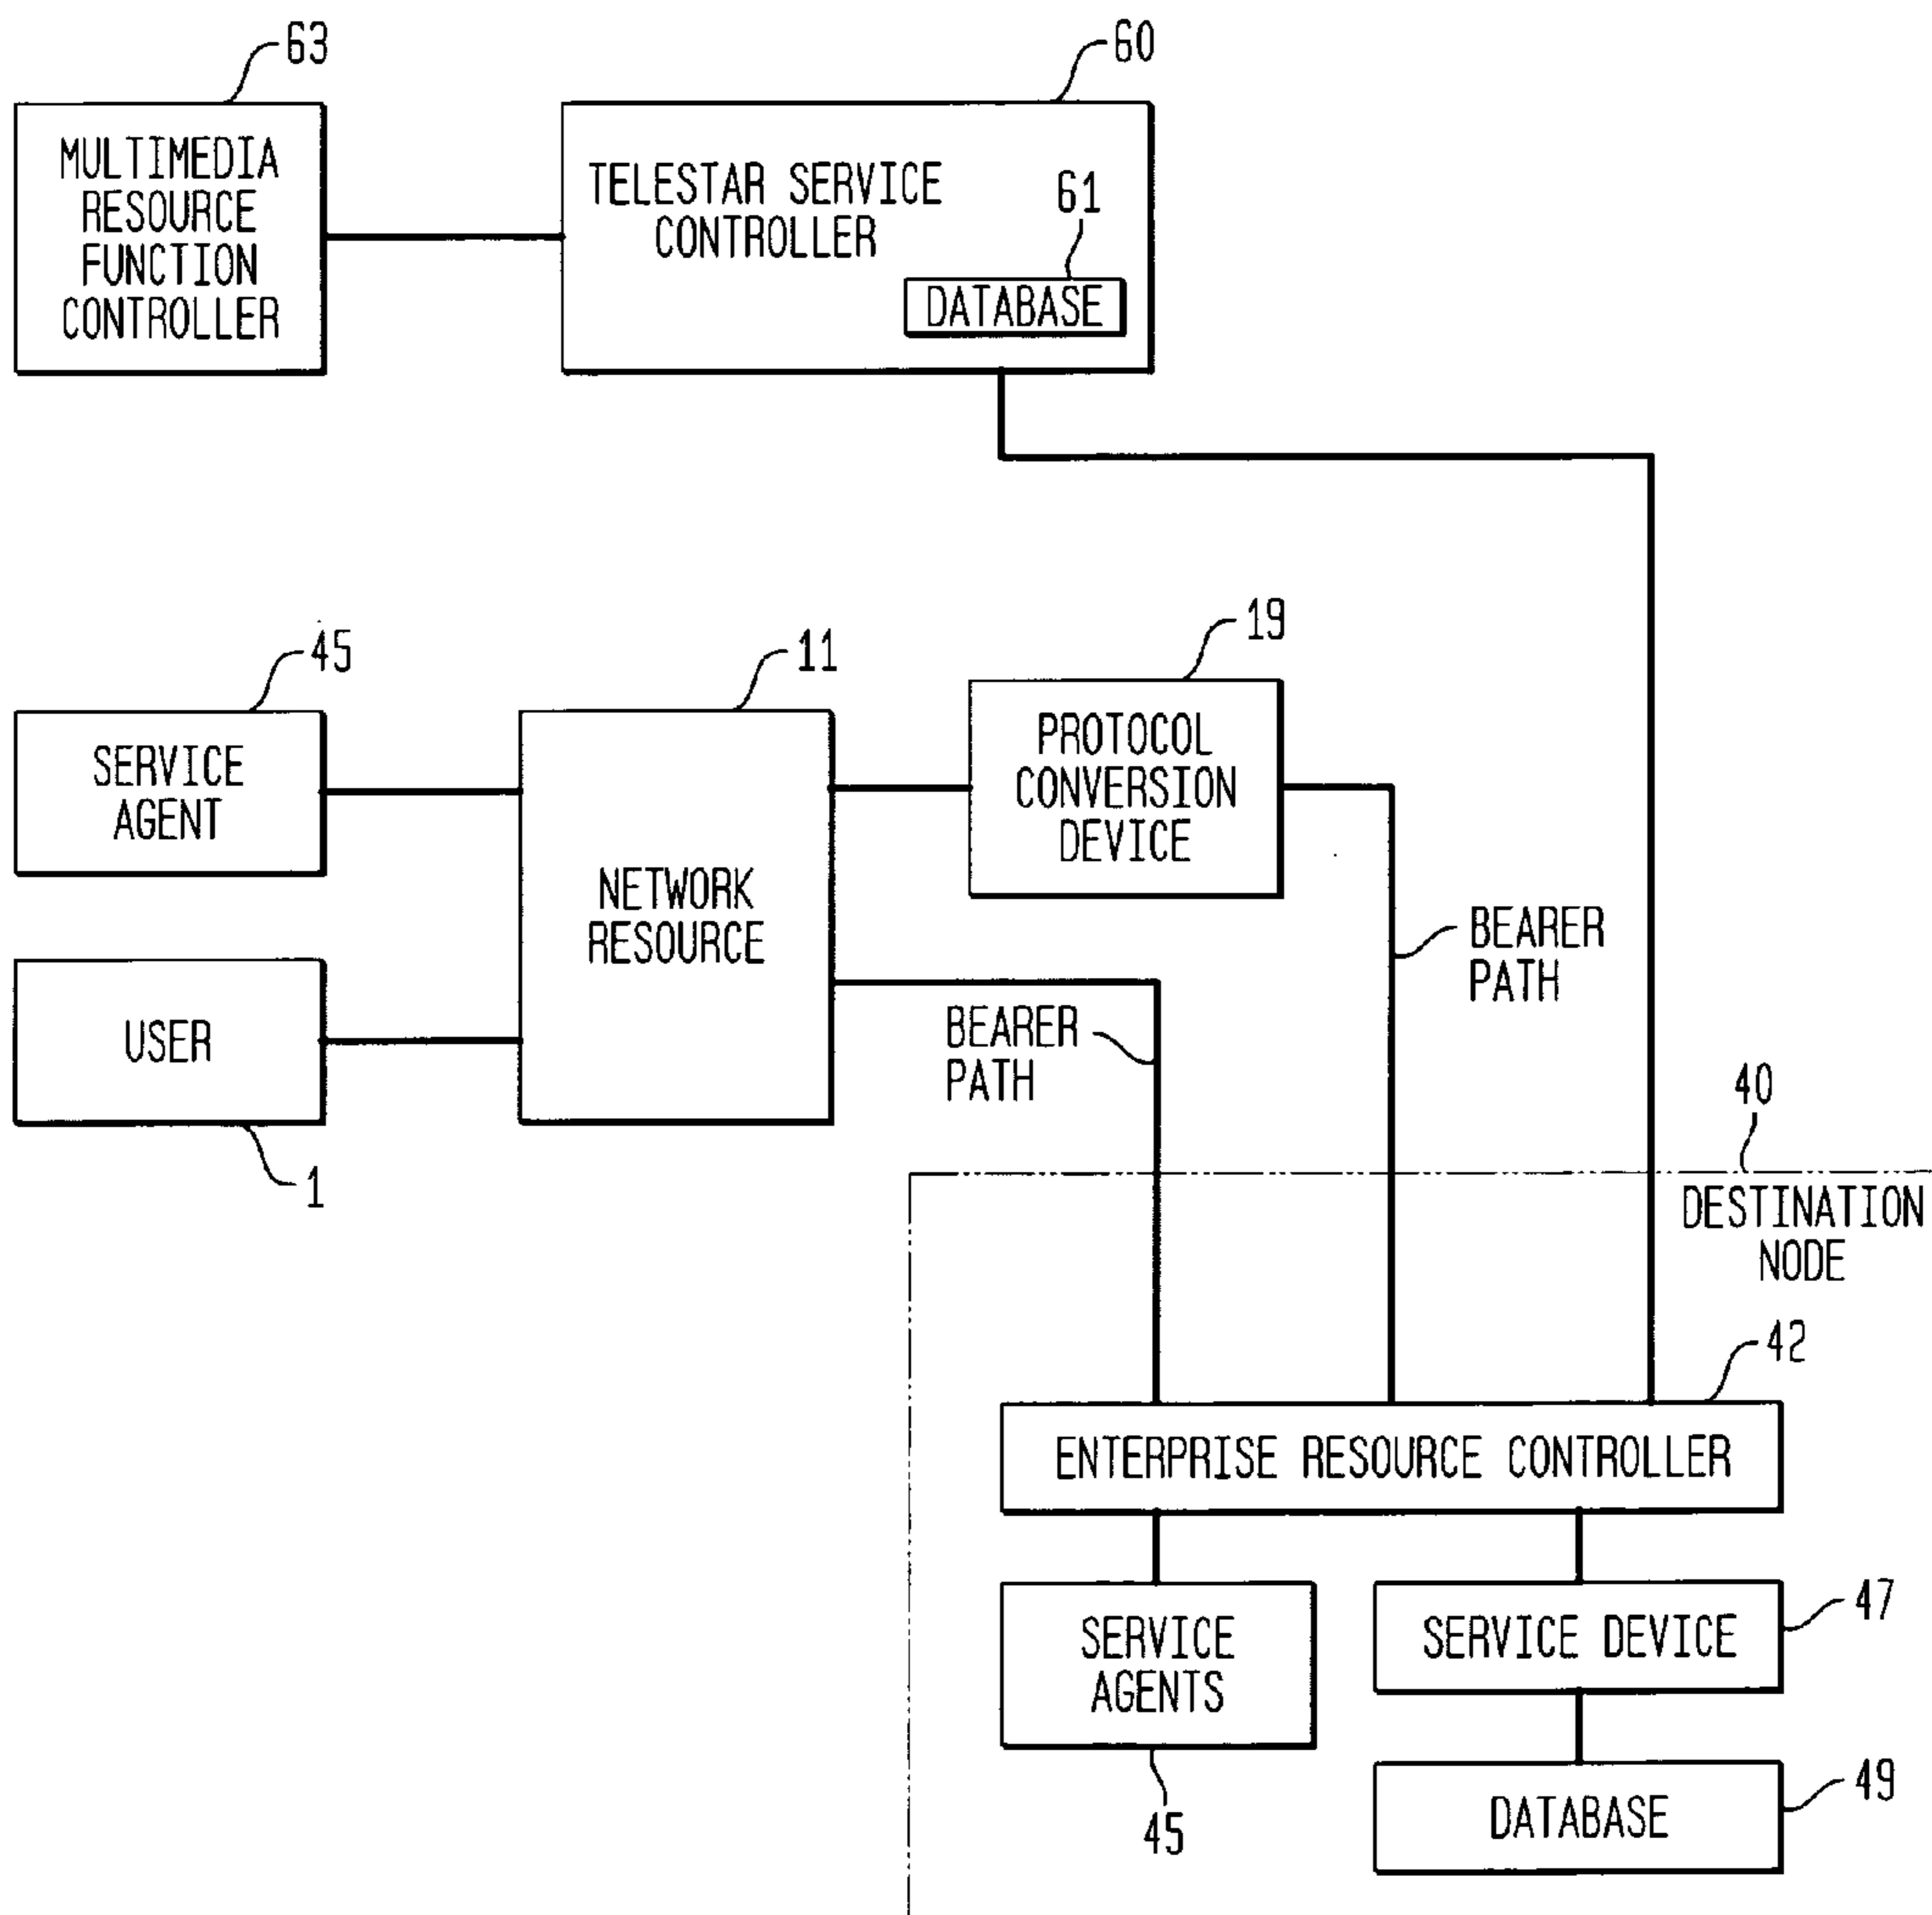 63
60
MULTIMEDIA
RESOURCE
FUNCTION
CONTROLLER
TELESTAR SERVICE
CONTROLLER
61
DATABASE
45
11
19
SERVICE
AGENT
NETWORK
RESOURCE
PROTOCOL
CONVERSION
DEVICE
USER
1
BEARER
PATH
BEARER
PATH
40
DESTINATION
NODE
42
ENTERPRISE RESOURCE CONTROLLER
SERVICE
AGENTS
45
SERVICE DEVICE
47
DATABASE
49